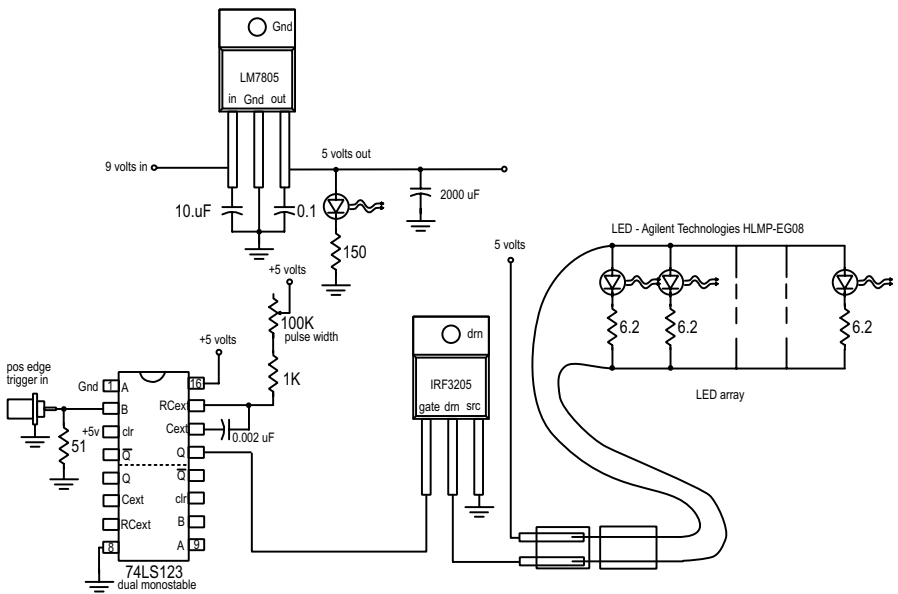 Gnd
LM7805
in Gnd out
9 volts in
5 volts out
10.uF
0.1
2000 uF
150
+5 volts
100K
pulse width
+5 volts
1K
5 volts
LED - Agilent Technologies HLMP-EG08
6.2
6.2
6.2
LED array
drn
IRF3205
gate drn src
pos edge
trigger in
51
Gnd
1
A
16
B
RCext
+5v
clr
Cext
0.002 uF
Q
Q
Q
Q
Cext
clr
RCext
B
8
A
9
74LS123
dual monostable